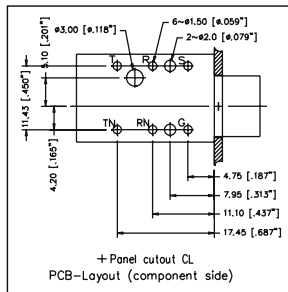 6-ø1.50 [ø.059"]
ø3.00 [ø.118"]
2-ø2.0 [ø.079"]
T R S
5.10 [.201"]
11.43 [.450"]
4.20 [.165"]
TN RN G
4.75 [.187"]
7.95 [.313"]
11.10 [.437"]
17.45 [.687"]
Panel cutout CL
PCB-Layout (component side)